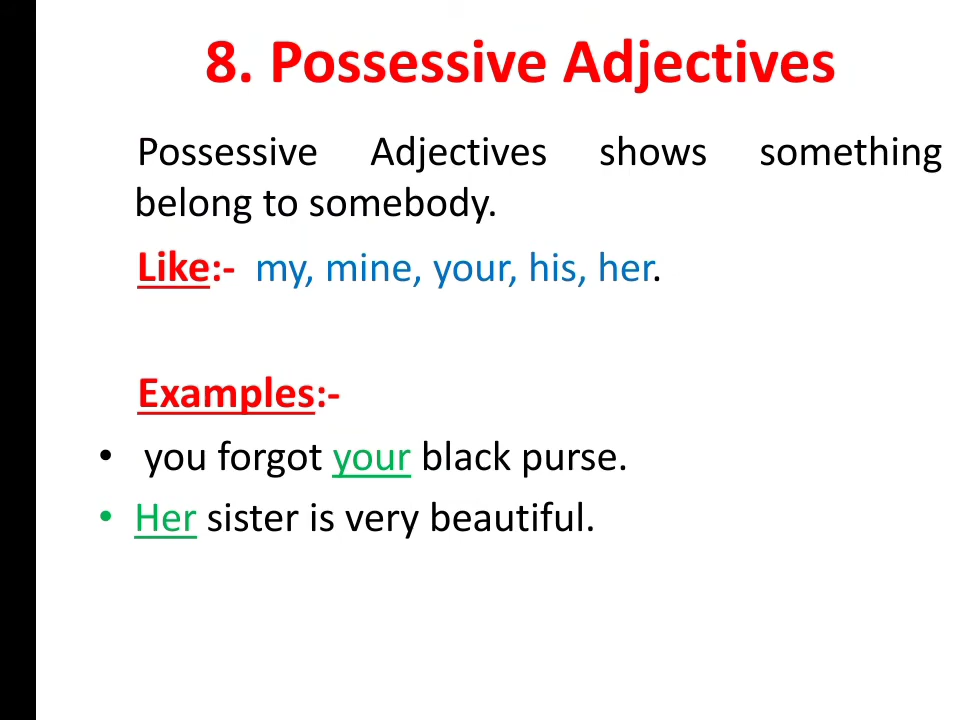 8. Possessive Adjectives
Possessive Adjectives shows something
belong to somebody.
Like:- my, mine, your, his, her.
Examples:-
• you forgot your black purse.
• Her sister is very beautiful.